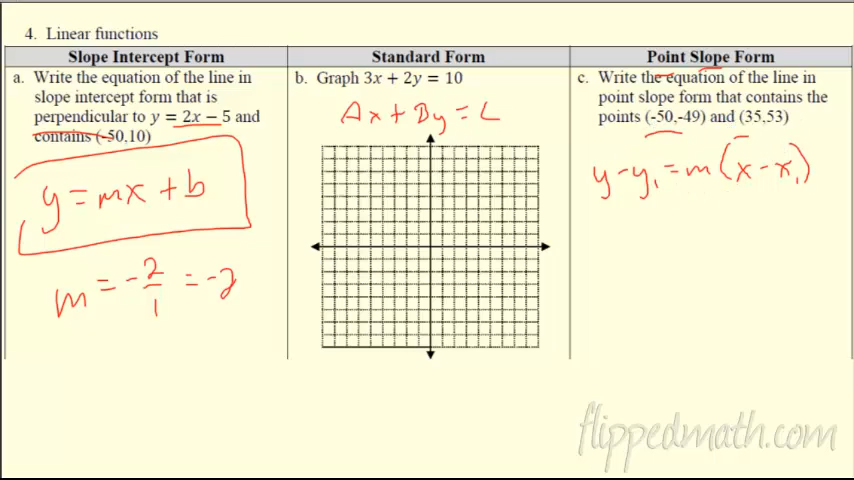 4. Linear functions
Slope Intercept Form
a. Write the equation of the line in
slope intercept form that is
perpendicular to y = 2x − 5 and
contains (-50,10)
y = mx + b
m = -2/1 = -2
Standard Form
b. Graph 3x + 2y = 10
Ax + By = C
Point Slope Form
c. Write the equation of the line in
point slope form that contains the
points (-50,-49) and (35,53)
y - y₁ = m(x - x₁)
flippedmath.com